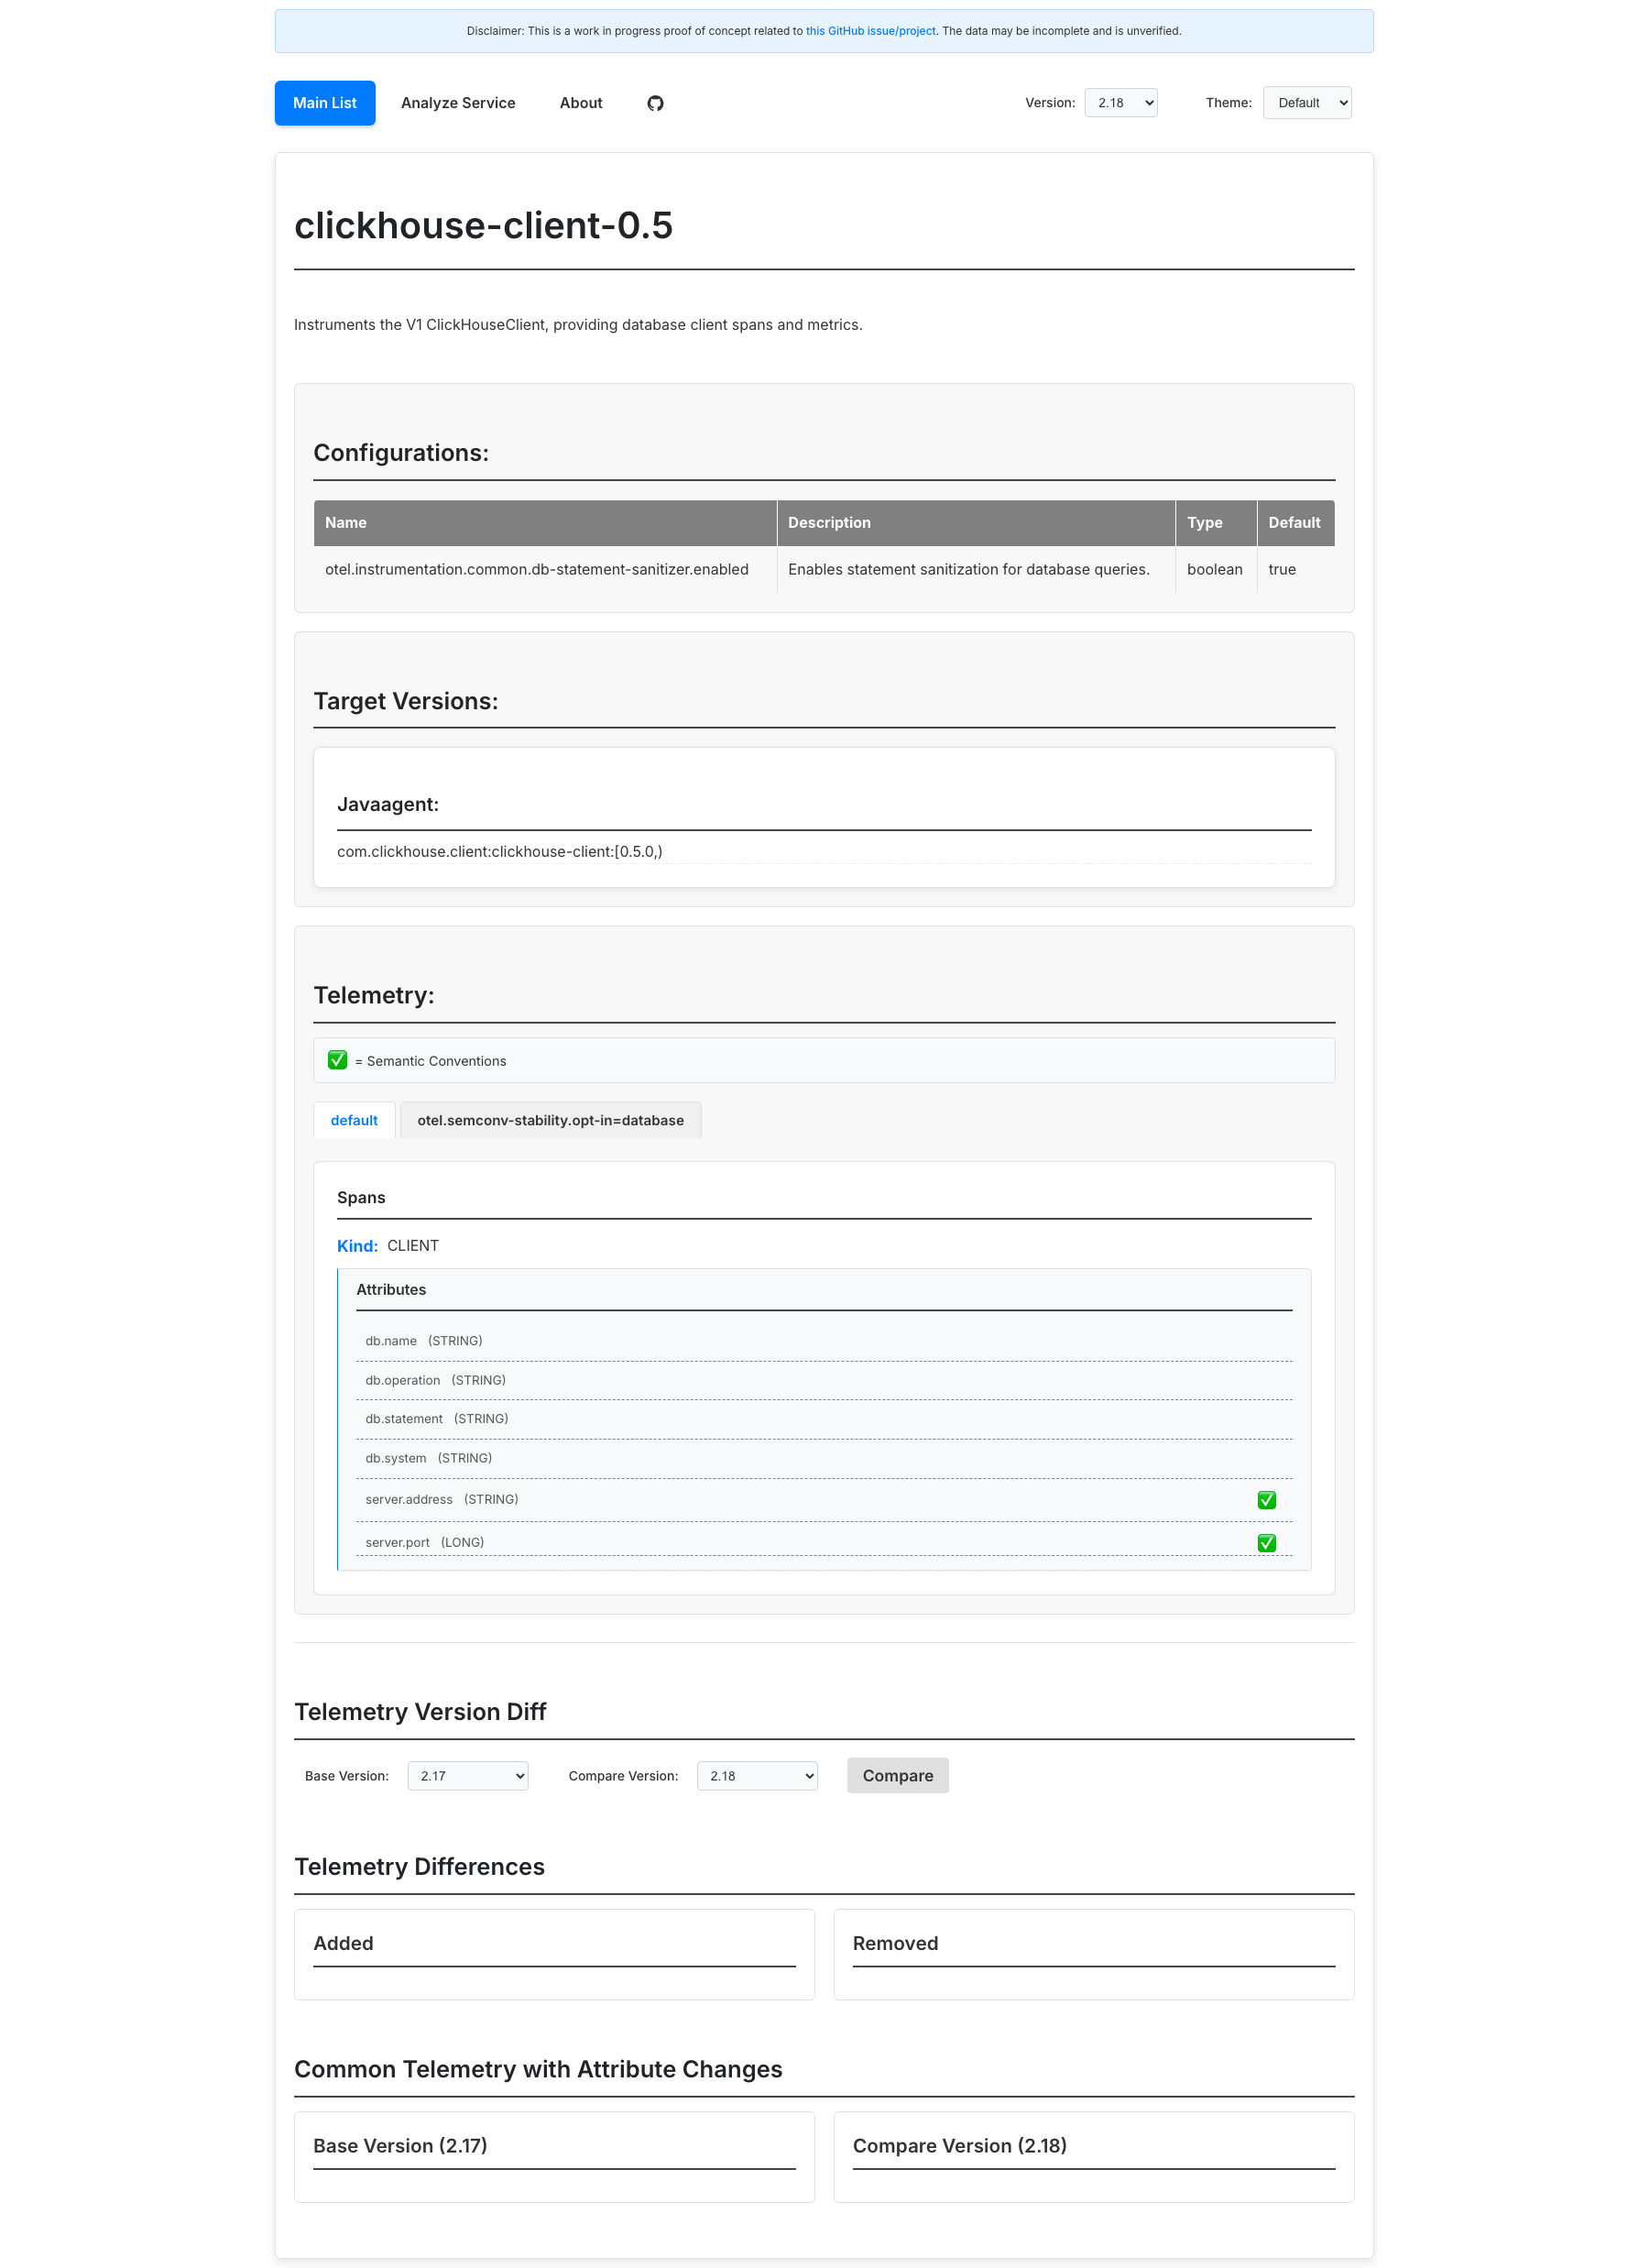 Disclaimer: This is a work in progress proof of concept related to this GitHub issue/project. The data may be incomplete and is unverified.
Main List Analyze Service About Version: 2.18 Theme: Default
clickhouse-client-0.5
Instruments the V1 ClickHouseClient, providing database client spans and metrics.
Configurations:
Name Description Type Default
otel.instrumentation.common.db-statement-sanitizer.enabled Enables statement sanitization for database queries. boolean true
Target Versions:
Javaagent:
com.clickhouse.client:clickhouse-client:[0.5.0,)
Telemetry:
✅ = Semantic Conventions
default otel.semconv-stability.opt-in=database
Spans
Kind: CLIENT
Attributes
db.name (STRING)
db.operation (STRING)
db.statement (STRING)
db.system (STRING)
server.address (STRING) ✅
server.port (LONG) ✅
Telemetry Version Diff
Base Version: 2.17 Compare Version: 2.18 Compare
Telemetry Differences
Added Removed
Common Telemetry with Attribute Changes
Base Version (2.17) Compare Version (2.18)